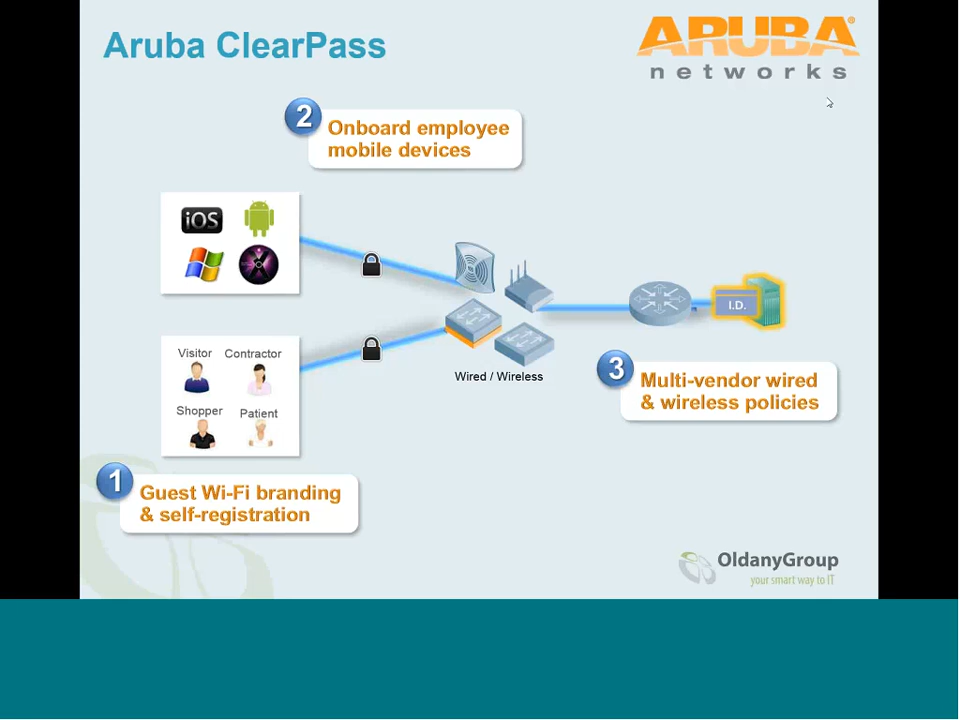 Aruba ClearPass
ARUBA®
networks
2
Onboard employee
mobile devices
iOS
X
I.D.
Wired / Wireless
Visitor Contractor
Shopper Patient
3
Multi-vendor wired
& wireless policies
1
Guest Wi-Fi branding
& self-registration
OldanyGroup
your smart way to IT